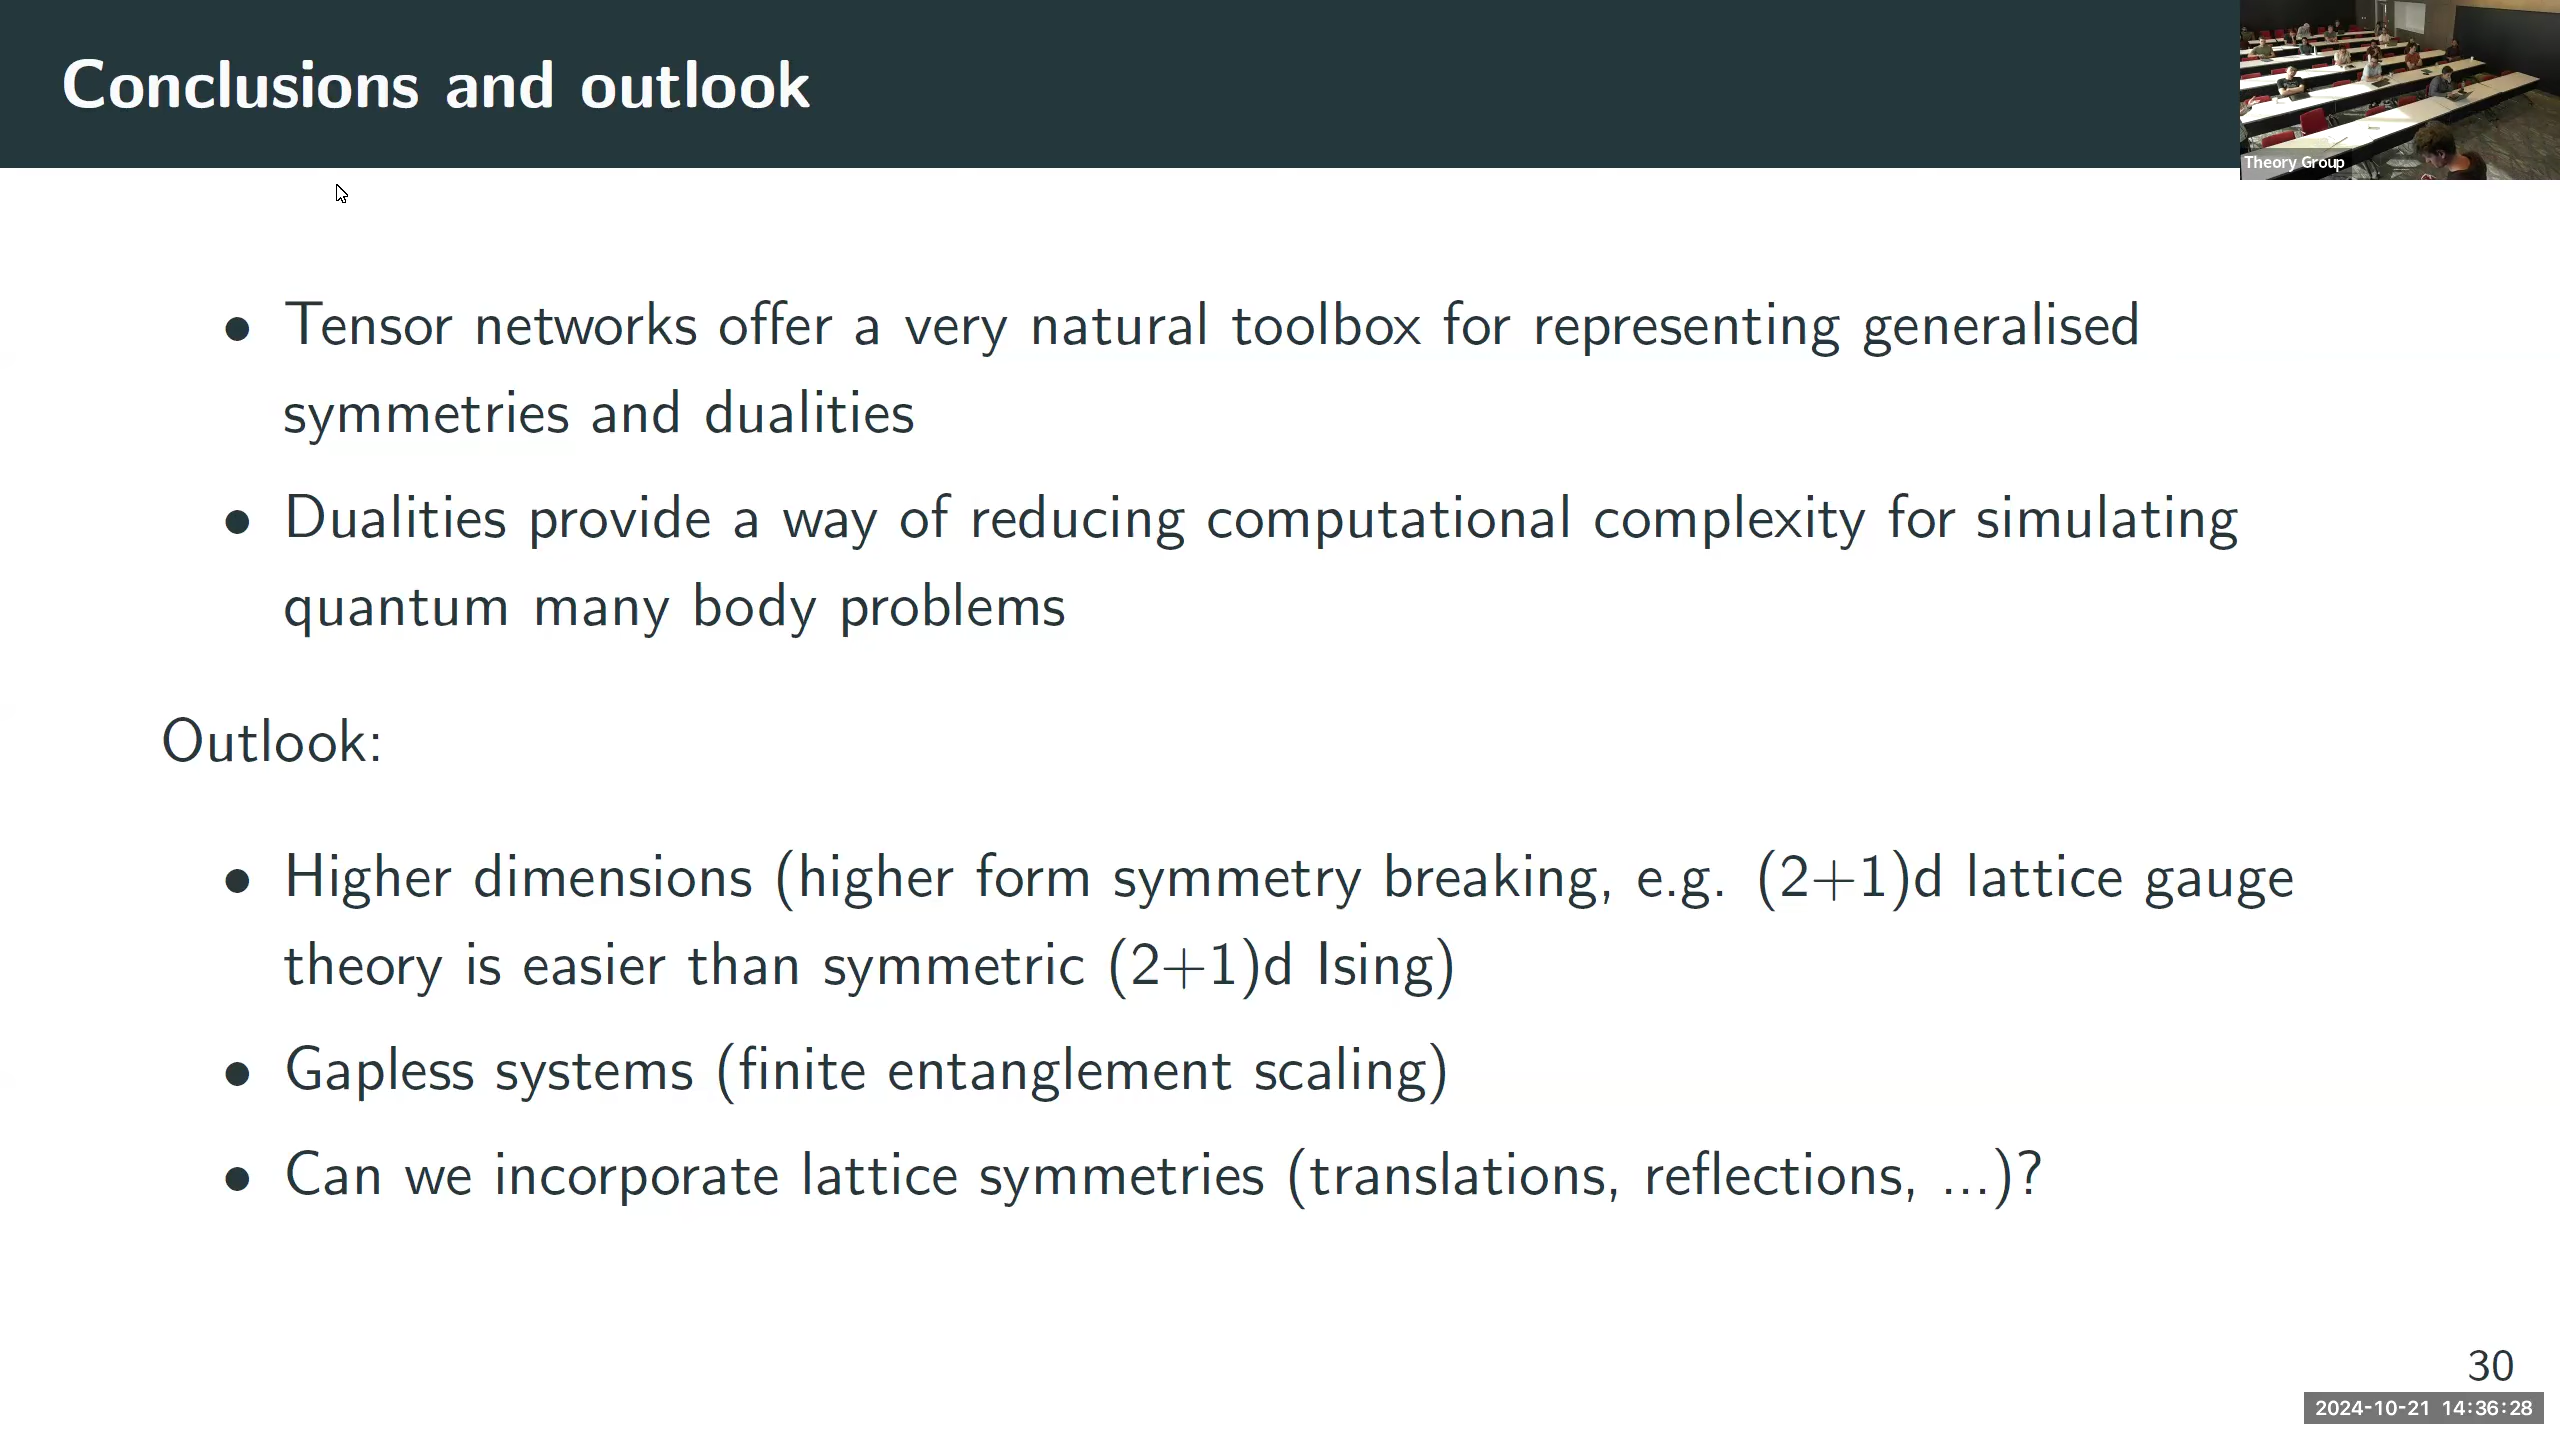 Conclusions and outlook
Theory Group
• Tensor networks offer a very natural toolbox for representing generalised
symmetries and dualities
• Dualities provide a way of reducing computational complexity for simulating
quantum many body problems
Outlook:
• Higher dimensions (higher form symmetry breaking, e.g. (2+1)d lattice gauge
theory is easier than symmetric (2+1)d Ising)
• Gapless systems (finite entanglement scaling)
• Can we incorporate lattice symmetries (translations, reflections, ...)?
30
2024-10-21 14:36:28